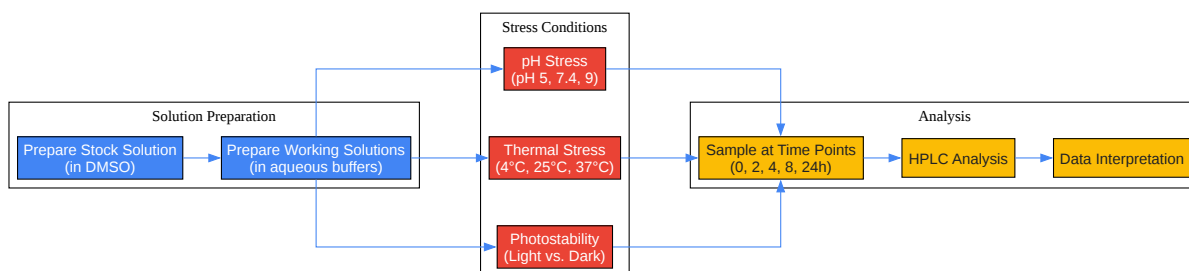 Stress Conditions
pH Stress
(pH 5, 7.4, 9)
Solution Preparation
Analysis
Prepare Stock Solution
(in DMSO)
Prepare Working Solutions
(in aqueous buffers)
Thermal Stress
(4°C, 25°C, 37°C)
Sample at Time Points
(0, 2, 4, 8, 24h)
HPLC Analysis
Data Interpretation
Photostability
(Light vs. Dark)